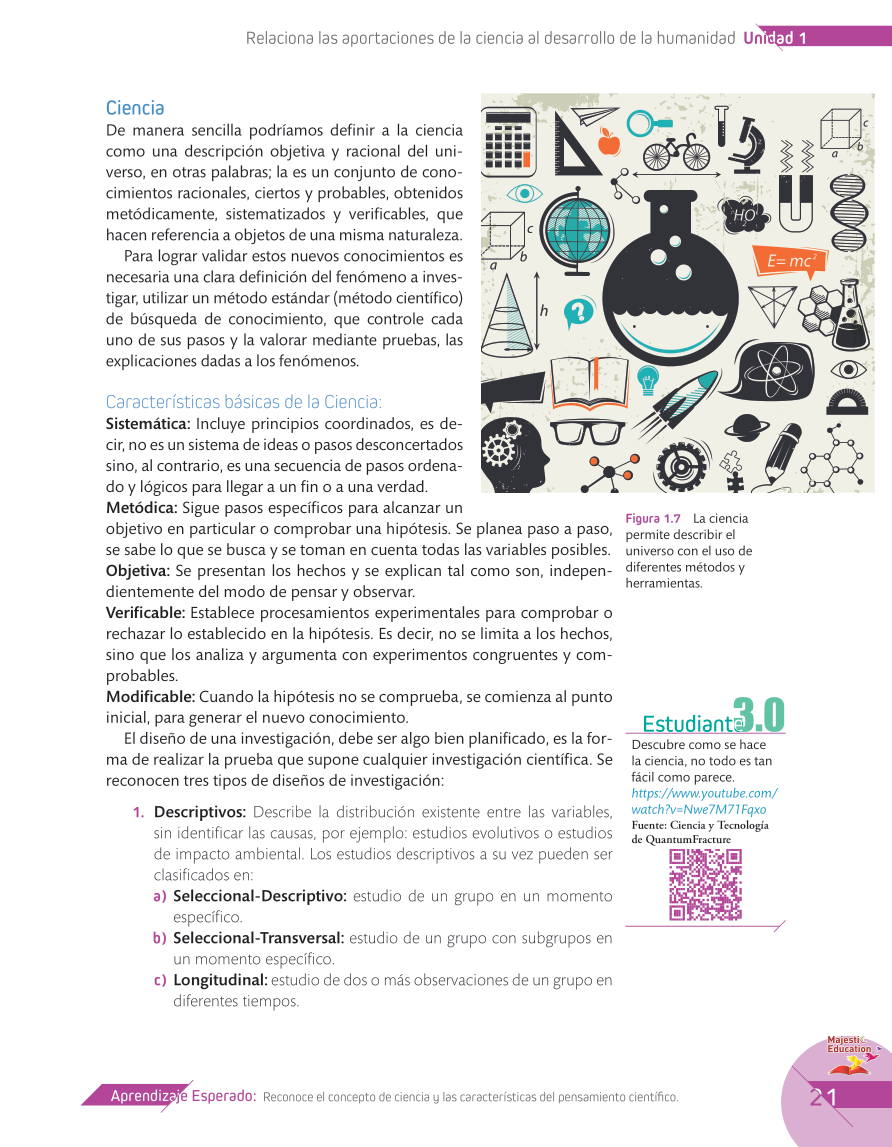 Relaciona las aportaciones de la ciencia al desarrollo de la humanidad Unidad 1
Ciencia
De manera sencilla podríamos definir a la ciencia
como una descripción objetiva y racional del uni-
verso, en otras palabras; la es un conjunto de cono-
cimientos racionales, ciertos y probables, obtenidos
metódicamente, sistematizados y verificables, que
hacen referencia a objetos de una misma naturaleza.
Para lograr validar estos nuevos conocimientos es
necesaria una clara definición del fenómeno a inves-
tigar, utilizar un método estándar (método científico)
de búsqueda de conocimiento, que controle cada
uno de sus pasos y la valorar mediante pruebas, las
explicaciones dadas a los fenómenos.
Características básicas de la Ciencia:
Sistemática: Incluye principios coordinados, es de-
cir, no es un sistema de ideas o pasos desconcertados
sino, al contrario, es una secuencia de pasos ordena-
do y lógicos para llegar a un fin o a una verdad.
Metódica: Sigue pasos específicos para alcanzar un
objetivo en particular o comprobar una hipótesis. Se planea paso a paso,
se sabe lo que se busca y se toman en cuenta todas las variables posibles.
Objetiva: Se presentan los hechos y se explican tal como son, indepen-
dientemente del modo de pensar y observar.
Verificable: Establece procesamientos experimentales para comprobar o
rechazar lo establecido en la hipótesis. Es decir, no se limita a los hechos,
sino que los analiza y argumenta con experimentos congruentes y com-
probables.
Modificable: Cuando la hipótesis no se comprueba, se comienza al punto
inicial, para generar el nuevo conocimiento.
El diseño de una investigación, debe ser algo bien planificado, es la for-
ma de realizar la prueba que supone cualquier investigación científica. Se
reconocen tres tipos de diseños de investigación:
1. Descriptivos: Describe la distribución existente entre las variables,
sin identificar las causas, por ejemplo: estudios evolutivos o estudios
de impacto ambiental. Los estudios descriptivos a su vez pueden ser
clasificados en:
a) Seleccional-Descriptivo: estudio de un grupo en un momento
específico.
b) Seleccional-Transversal: estudio de un grupo con subgrupos en
un momento específico.
c) Longitudinal: estudio de dos o más observaciones de un grupo en
diferentes tiempos.
c
a b
HO
c
a b
E=mc²
h
?
Figura 1.7 La ciencia
permite describir el
universo con el uso de
diferentes métodos y
herramientas.
Estudiante 3.0
Descubre como se hace
la ciencia, no todo es tan
fácil como parece.
https://www.youtube.com/
watch?v=Nwe7M71Fqxo
Fuente: Ciencia y Tecnología
de QuantumFracture
Majestic
Education
Aprendizaje Esperado: Reconoce el concepto de ciencia y las características del pensamiento científico.
21